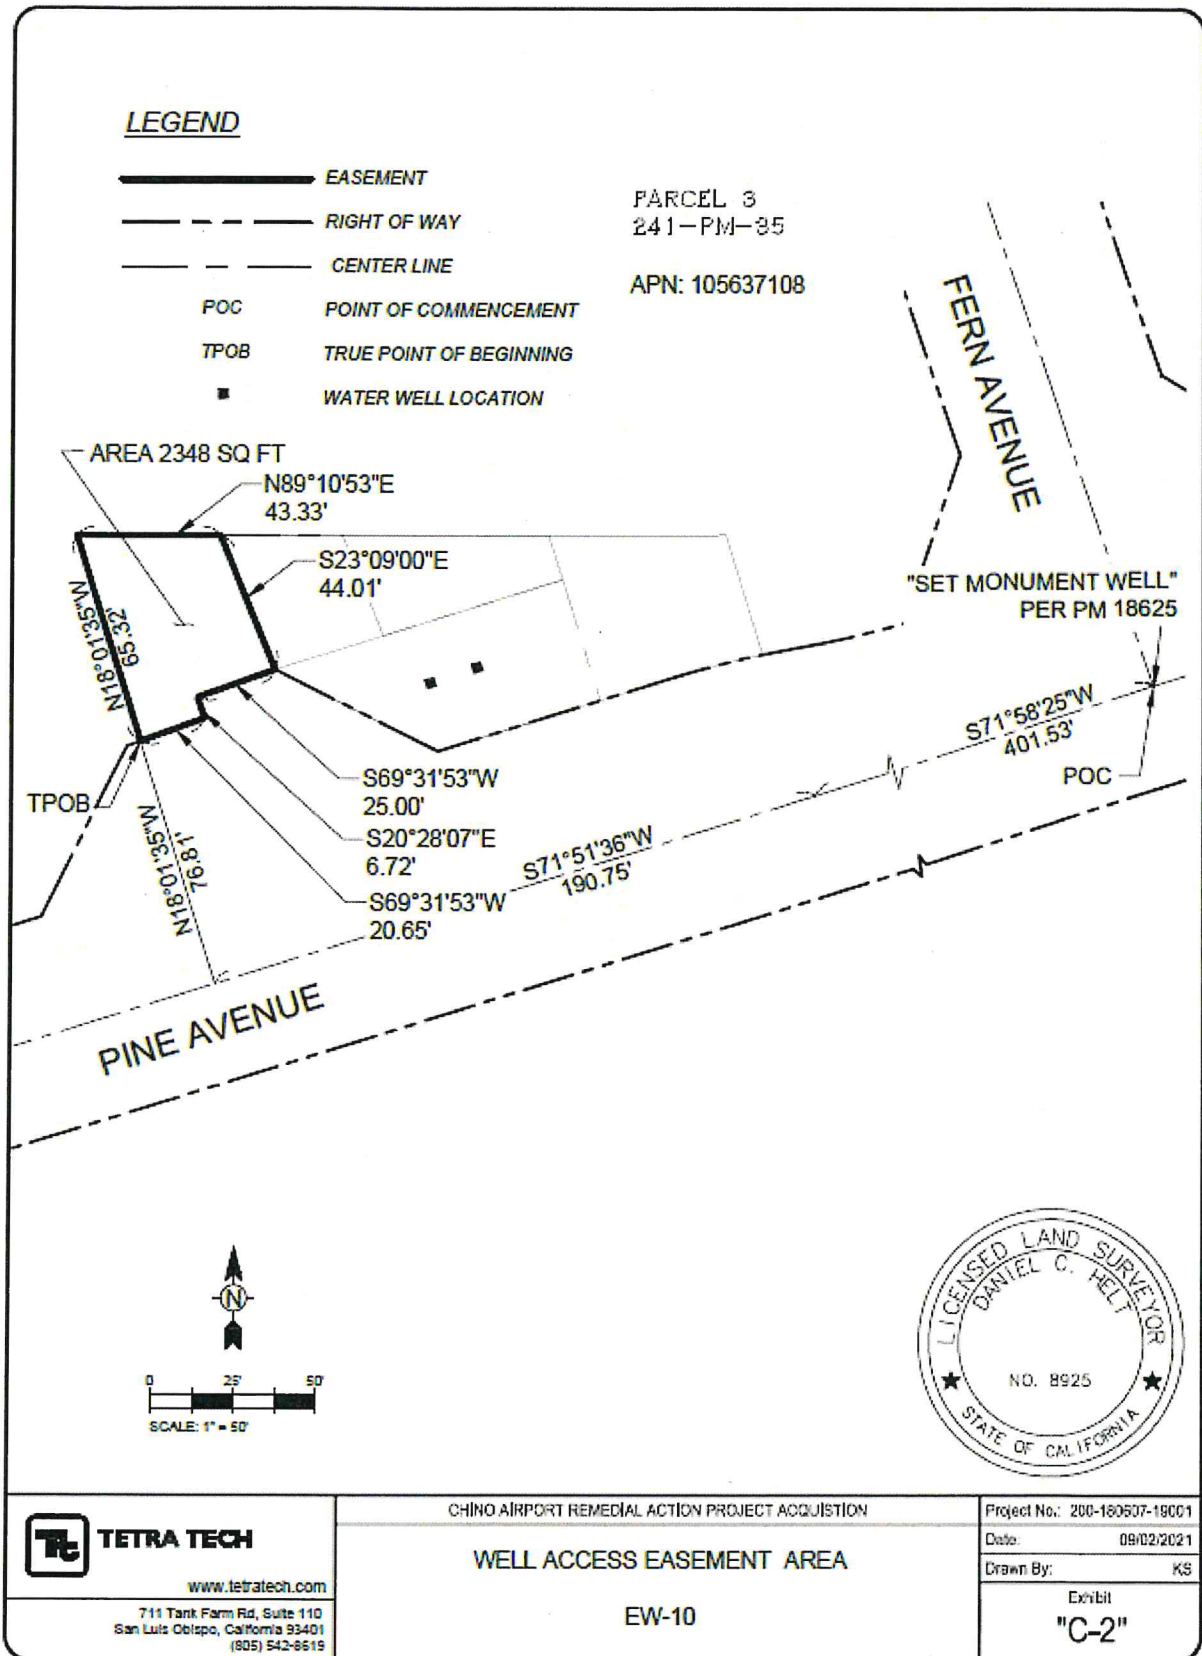 LEGEND
EASEMENT
RIGHT OF WAY
CENTER LINE
POC POINT OF COMMENCEMENT
TPOB TRUE POINT OF BEGINNING
WATER WELL LOCATION
PARCEL 3
241-PM-35
APN: 105637108
FERN AVENUE
AREA 2348 SQ FT
N89°10'53"E
43.33'
S23°09'00"E
44.01'
N18°01'35"W
65.32'
"SET MONUMENT WELL"
PER PM 18625
S71°58'25"W
401.53'
POC
TPOB
S69°31'53"W
25.00'
S20°28'07"E
6.72'
S69°31'53"W
20.65'
N18°01'35"W
76.81'
S71°51'36"W
190.75'
PINE AVENUE
N
0 25' 50'
SCALE: 1" = 50'
LICENSED LAND SURVEYOR
DANIEL C. HELT
NO. 8925
STATE OF CALIFORNIA
Tt TETRA TECH
www.tetratech.com
711 Tank Farm Rd, Suite 110
San Luis Obispo, California 93401
(805) 542-8619
CHINO AIRPORT REMEDIAL ACTION PROJECT ACQUISTION
WELL ACCESS EASEMENT AREA
EW-10
Project No.: 200-180607-19001
Date: 09/02/2021
Drawn By: KS
Exhibit
"C-2"